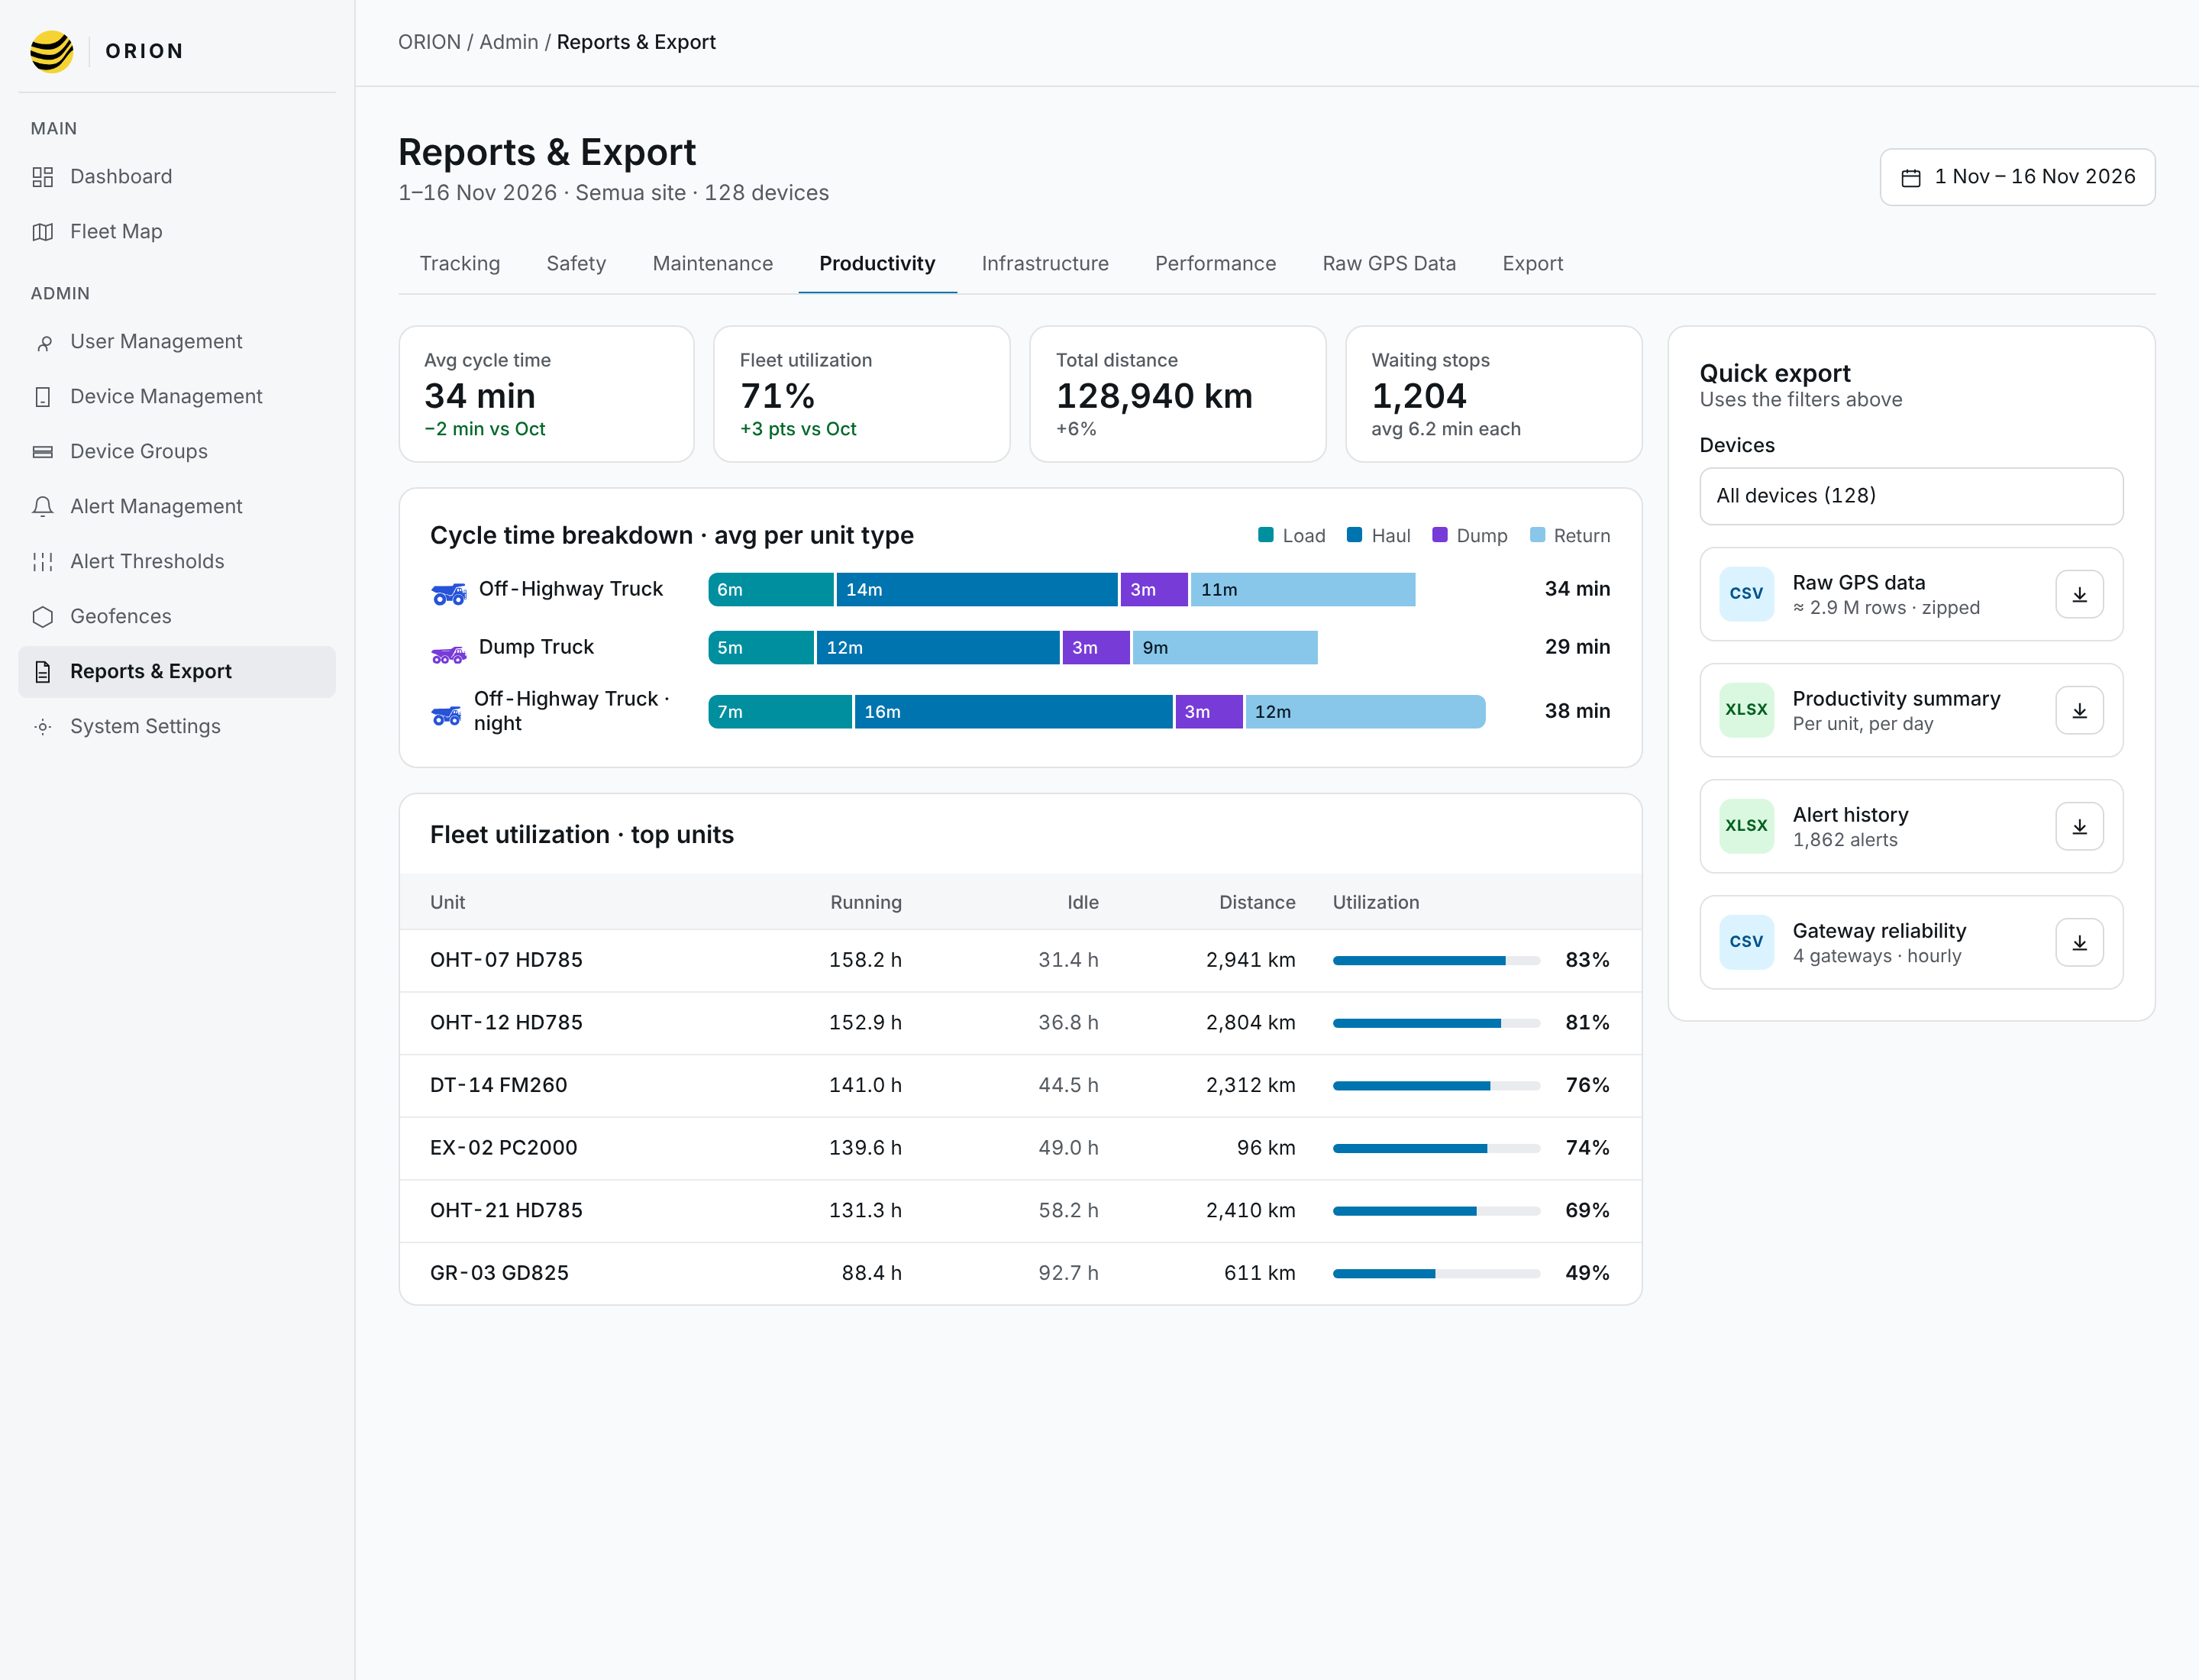 ORION
MAIN
Dashboard
Fleet Map
ADMIN
User Management
Device Management
Device Groups
Alert Management
Alert Thresholds
Geofences
Reports & Export
System Settings
ORION / Admin / Reports & Export
Reports & Export
1–16 Nov 2026 · Semua site · 128 devices
1 Nov – 16 Nov 2026
Tracking Safety Maintenance Productivity Infrastructure Performance Raw GPS Data Export
Avg cycle time
34 min
−2 min vs Oct
Fleet utilization
71%
+3 pts vs Oct
Total distance
128,940 km
+6%
Waiting stops
1,204
avg 6.2 min each
Cycle time breakdown · avg per unit type
Load Haul Dump Return
Off-Highway Truck 6m 14m 3m 11m 34 min
Dump Truck 5m 12m 3m 9m 29 min
Off-Highway Truck ·
night
7m 16m 3m 12m 38 min
Fleet utilization · top units
Unit Running Idle Distance Utilization
OHT-07 HD785 158.2 h 31.4 h 2,941 km 83%
OHT-12 HD785 152.9 h 36.8 h 2,804 km 81%
DT-14 FM260 141.0 h 44.5 h 2,312 km 76%
EX-02 PC2000 139.6 h 49.0 h 96 km 74%
OHT-21 HD785 131.3 h 58.2 h 2,410 km 69%
GR-03 GD825 88.4 h 92.7 h 611 km 49%
Quick export
Uses the filters above
Devices
All devices (128)
CSV
Raw GPS data
≈ 2.9 M rows · zipped
XLSX
Productivity summary
Per unit, per day
XLSX
Alert history
1,862 alerts
CSV
Gateway reliability
4 gateways · hourly